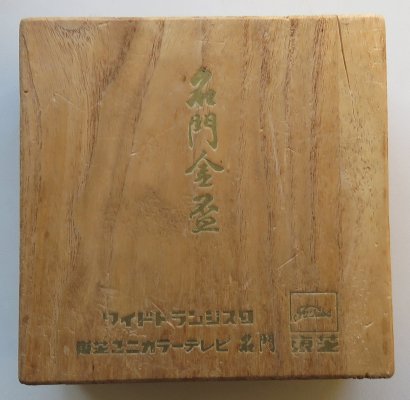 名門金盃
ワイドトランジスタ
東芝ユニカラーテレビ 名門
Toshiba
東芝